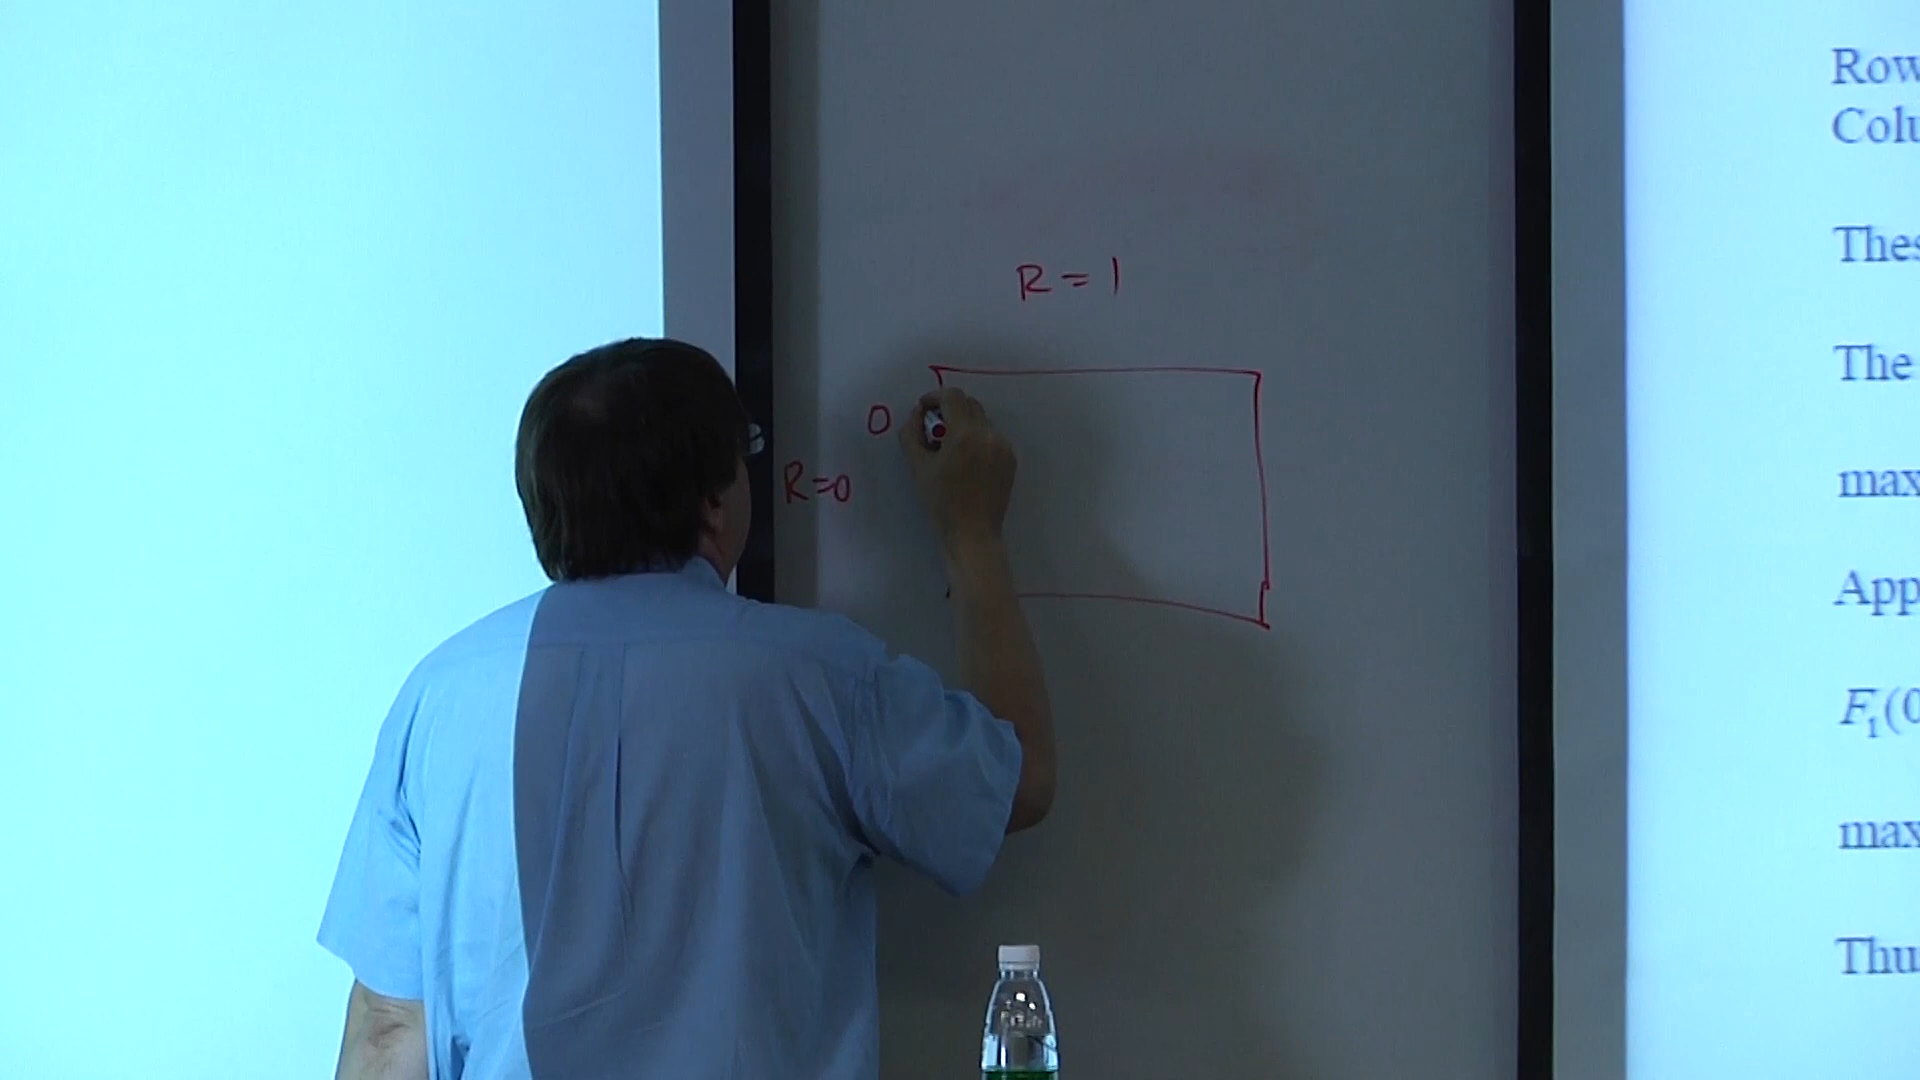 R = 1
0
R=0
Row
Colu
Thes
The
max
App
F₁(0
max
Thu